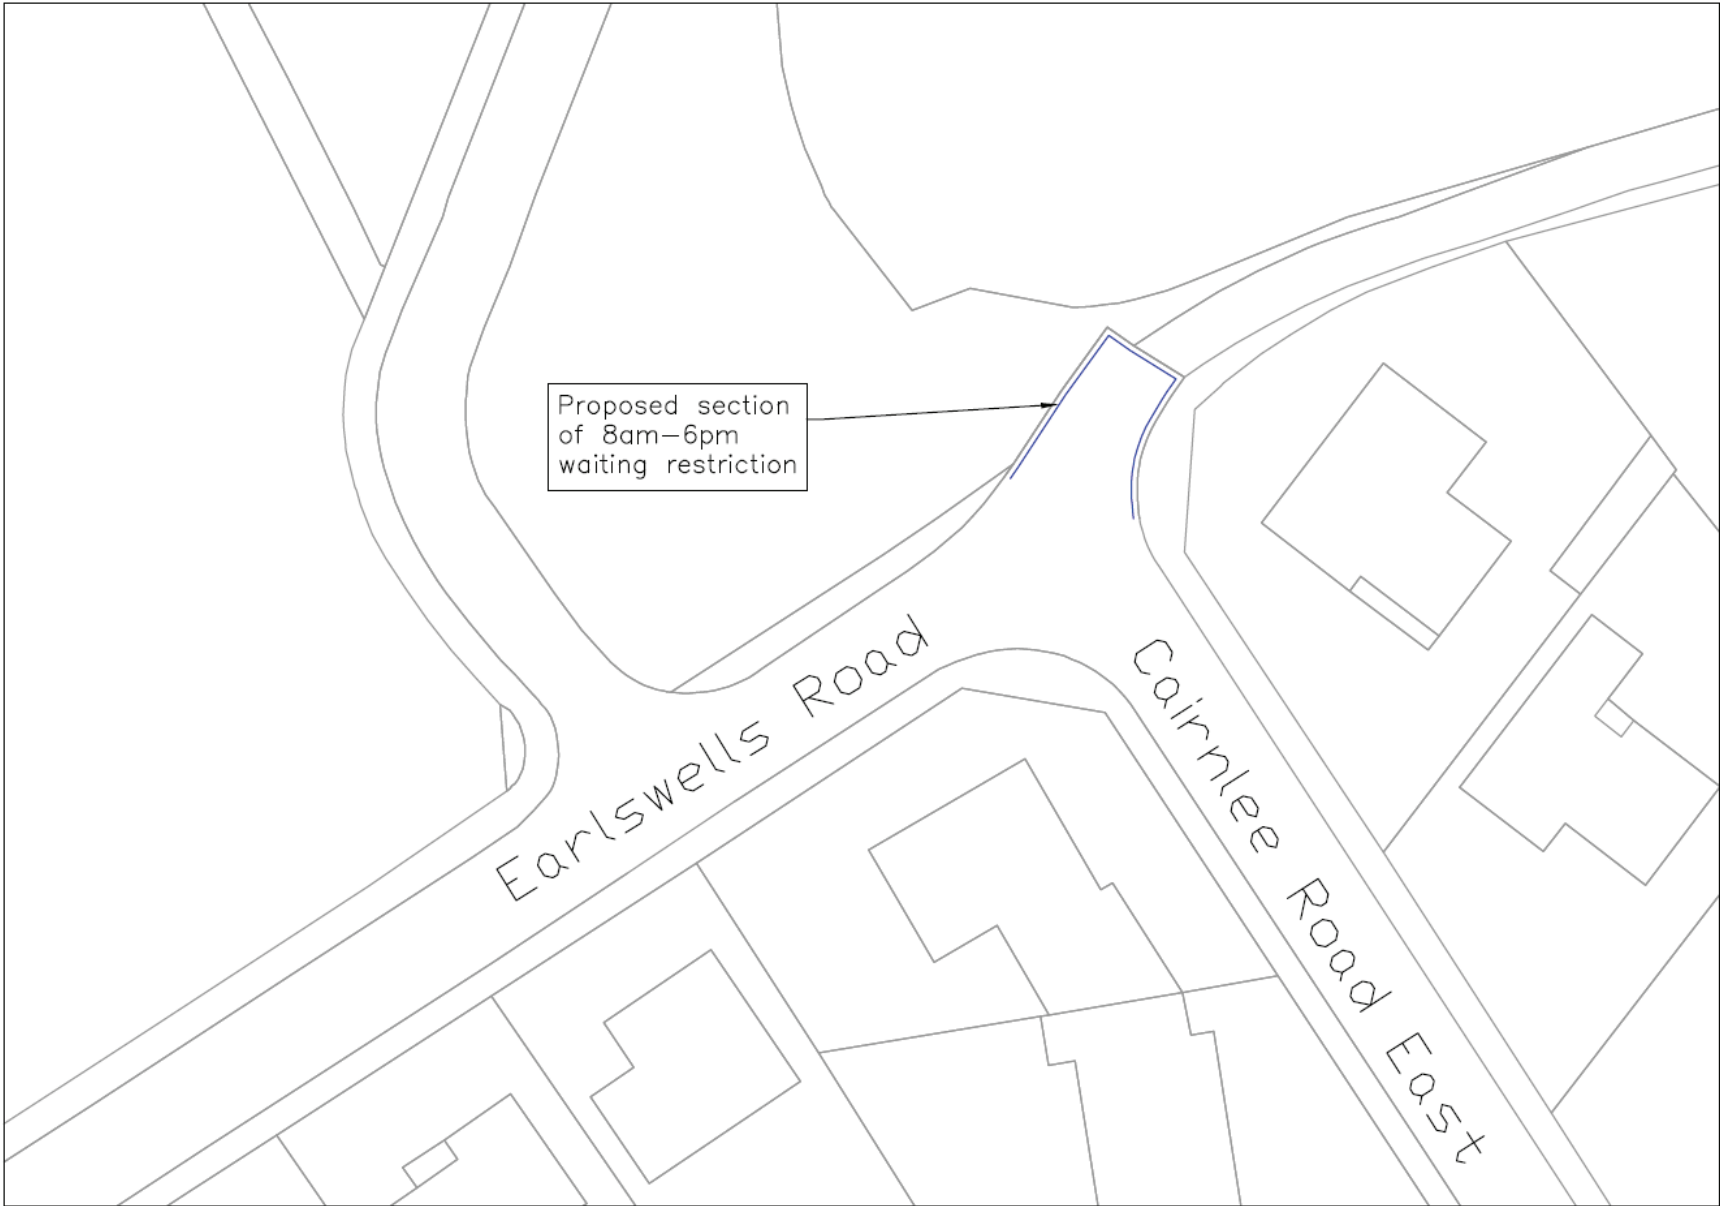 Proposed section
of 8am-6pm
waiting restriction
Earlswells Road
Cairnlee Road East